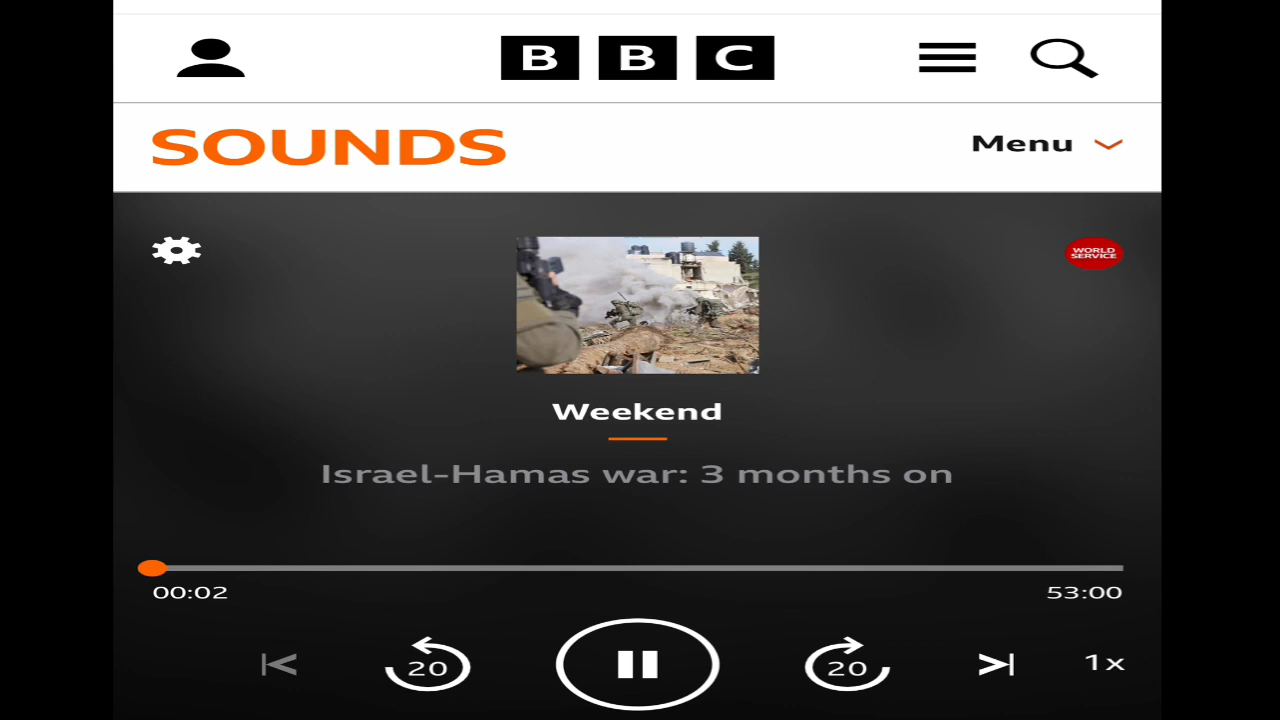 BBC
SOUNDS
Menu
WORLD
SERVICE
Weekend
Israel-Hamas war: 3 months on
00:02
53:00
20
20
1x